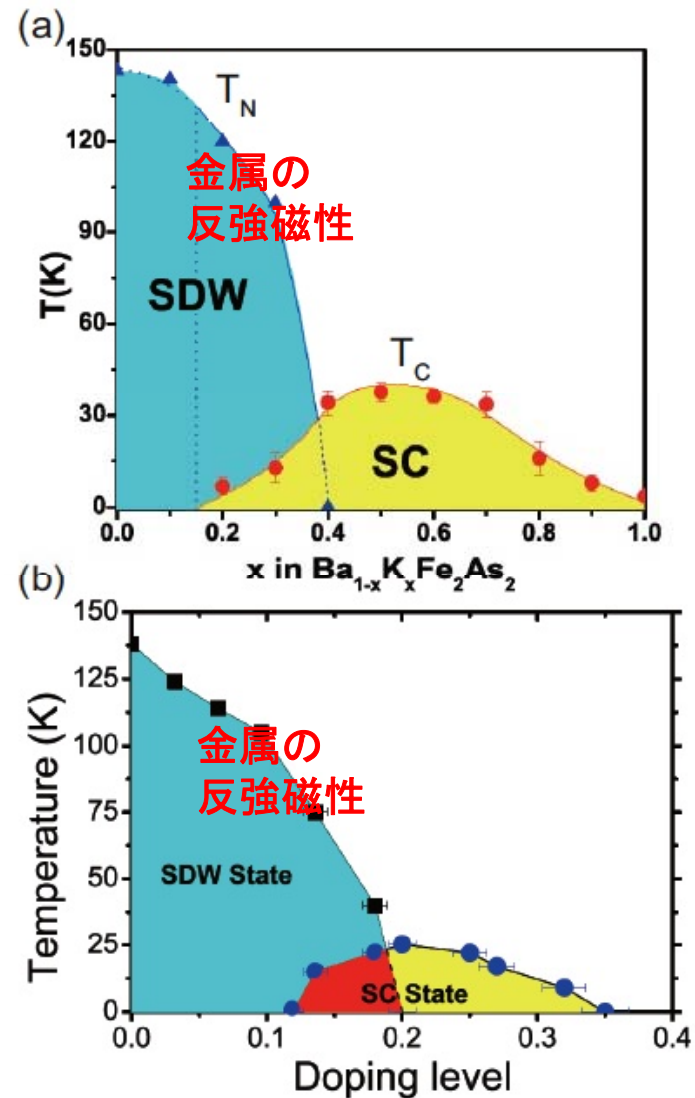 (a)
150
120
90
60
30
0
T(K)
T_N
金属の
反強磁性
SDW
T_C
SC
0.0 0.2 0.4 0.6 0.8 1.0
x in Ba_{1-x}K_xFe_2As_2
(b)
150
125
100
75
50
25
0
Temperature (K)
金属の
反強磁性
SDW State
SC State
0.0 0.1 0.2 0.3 0.4
Doping level